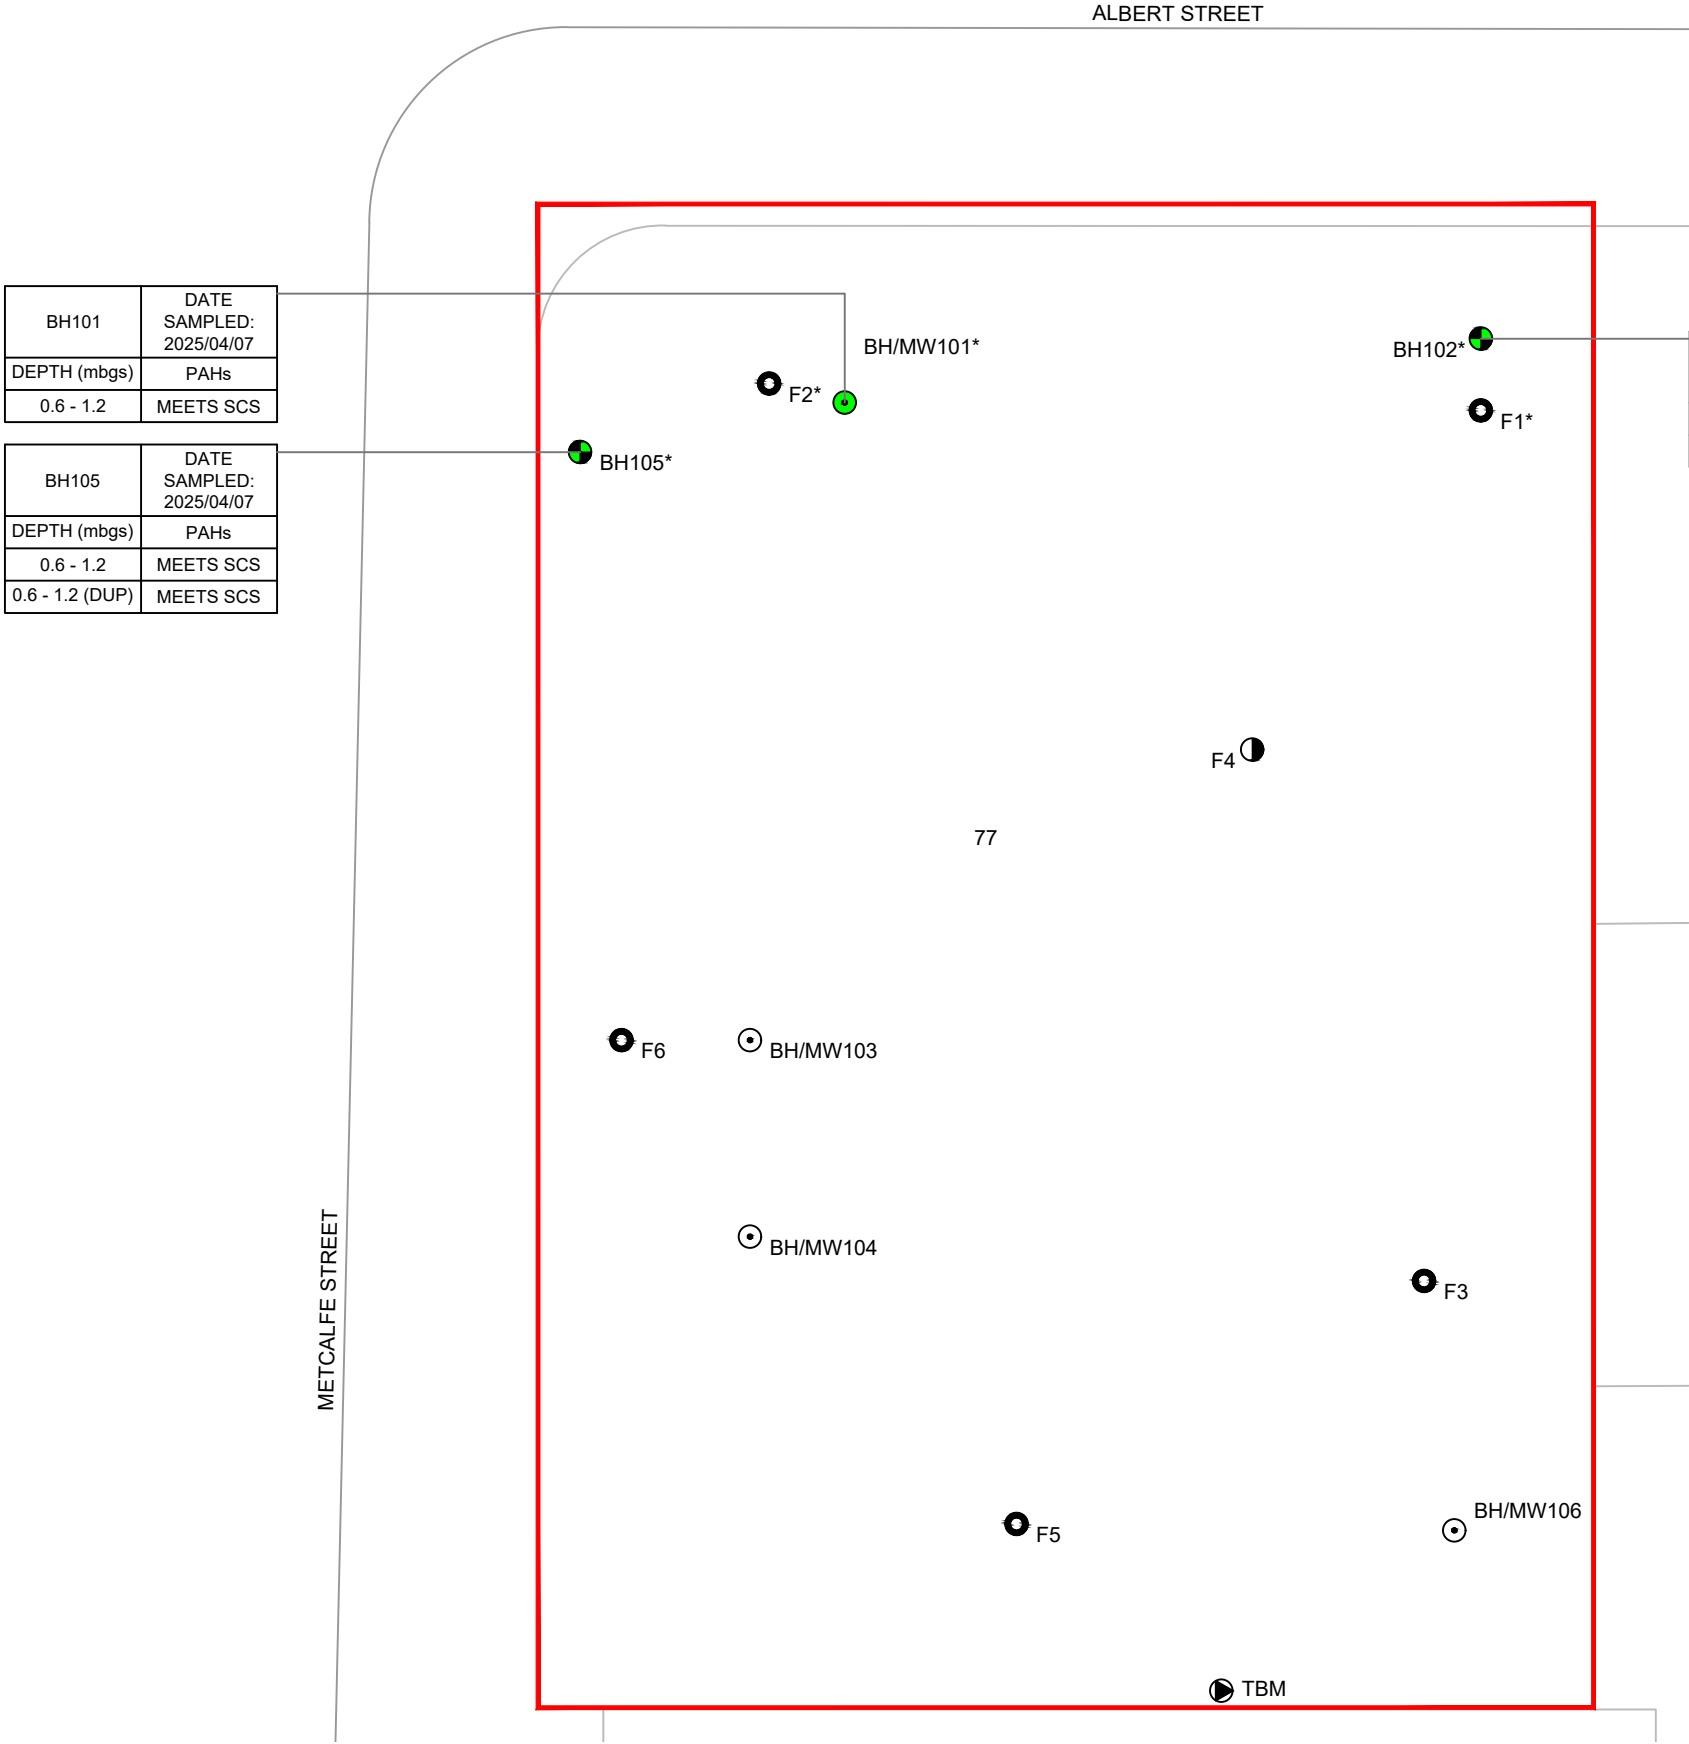 ALBERT STREET
BH101
DATE
SAMPLED:
2025/04/07
DEPTH (mbgs)
PAHs
0.6 - 1.2
MEETS SCS
BH/MW101*
BH102*
F2*
F1*
BH105
DATE
SAMPLED:
2025/04/07
DEPTH (mbgs)
PAHs
0.6 - 1.2
MEETS SCS
0.6 - 1.2 (DUP)
MEETS SCS
BH105*
F4
77
F6
BH/MW103
BH/MW104
METCALFE STREET
F3
BH/MW106
F5
TBM